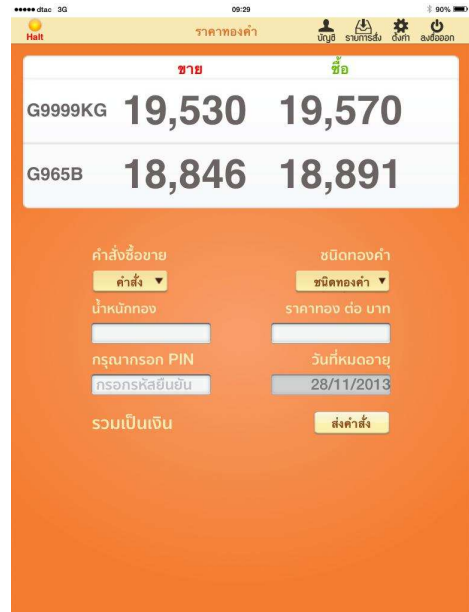 dtac 3G 09:29 90%
Halt ราคาทองคำ บัญชี รายการสั่ง ตั้งค่า ลงชื่อออก
ขาย ซื้อ
G9999KG 19,530 19,570
G965B 18,846 18,891
คำสั่งซื้อขาย ชนิดทองคำ
คำสั่ง ▼ ชนิดทองคำ ▼
น้ำหนักทอง ราคาทอง ต่อ บาท
กรุณากรอก PIN วันที่หมดอายุ
กรอกรหัสยืนยัน 28/11/2013
รวมเป็นเงิน ส่งคำสั่ง